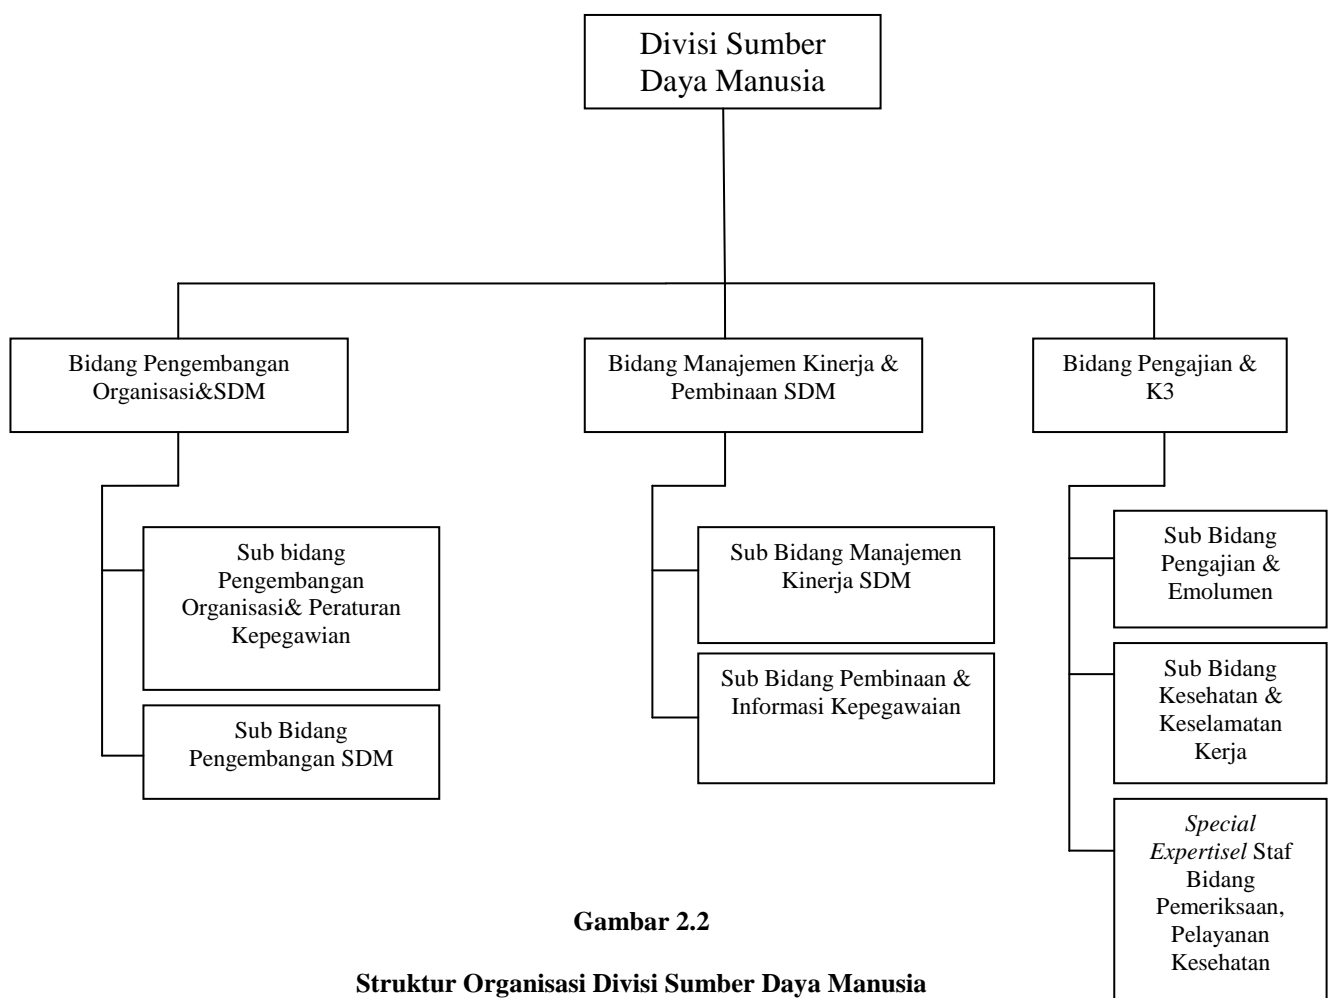 Divisi Sumber
Daya Manusia
Bidang Pengembangan
Organisasi&SDM
Bidang Manajemen Kinerja &
Pembinaan SDM
Bidang Pengajian &
K3
Sub bidang
Pengembangan
Organisasi& Peraturan
Kepegawian
Sub Bidang
Pengembangan SDM
Sub Bidang Manajemen
Kinerja SDM
Sub Bidang Pembinaan &
Informasi Kepegawaian
Sub Bidang
Pengajian &
Emolumen
Sub Bidang
Kesehatan &
Keselamatan
Kerja
Special
Expertisel Staf
Bidang
Pemeriksaan,
Pelayanan
Kesehatan
Gambar 2.2
Struktur Organisasi Divisi Sumber Daya Manusia